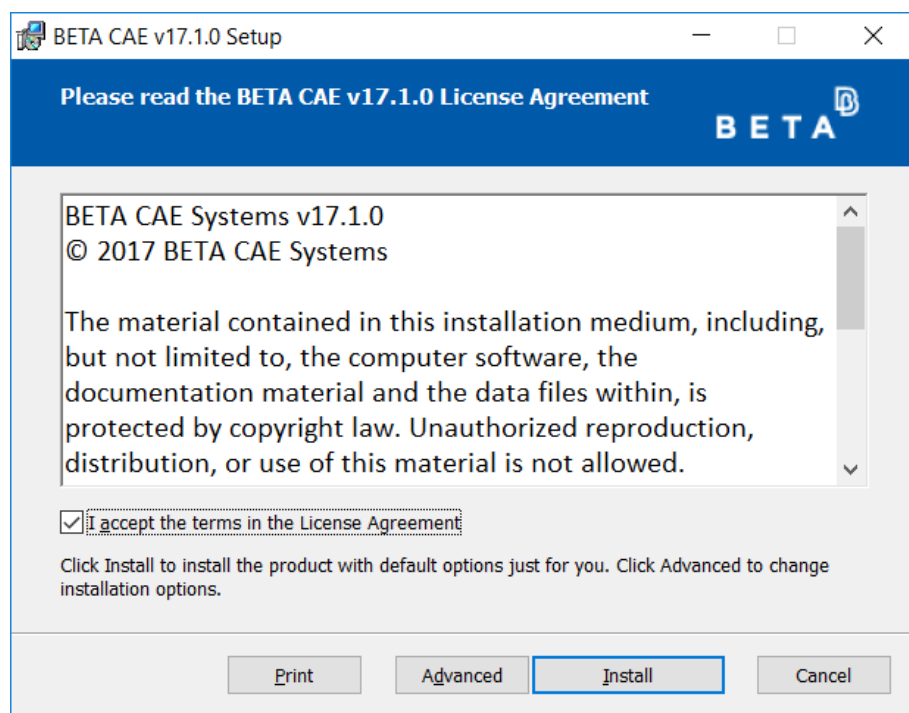 BETA CAE v17.1.0 Setup
Please read the BETA CAE v17.1.0 License Agreement
BETA
BETA CAE Systems v17.1.0
© 2017 BETA CAE Systems
The material contained in this installation medium, including,
but not limited to, the computer software, the
documentation material and the data files within, is
protected by copyright law. Unauthorized reproduction,
distribution, or use of this material is not allowed.
I accept the terms in the License Agreement
Click Install to install the product with default options just for you. Click Advanced to change
installation options.
Print Advanced Install Cancel